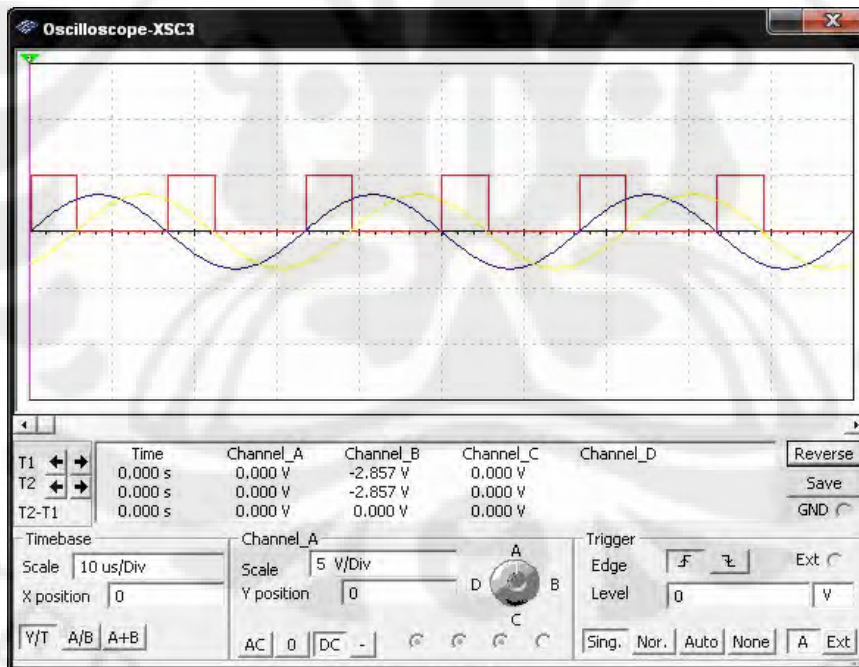 Oscilloscope-XSC3
Time Channel_A Channel_B Channel_C Channel_D
T1 0.000 s 0.000 V -2.857 V 0.000 V
T2 0.000 s 0.000 V -2.857 V 0.000 V
T2-T1 0.000 s 0.000 V 0.000 V 0.000 V
Reverse
Save
GND
Timebase
Scale 10 us/Div
X position 0
Y/T A/B A+B
Channel_A
Scale 5 V/Div
Y position 0
AC 0 DC -
A
D B
C
Trigger
Edge Ext
Level 0 V
Sing. Nor. Auto None A Ext